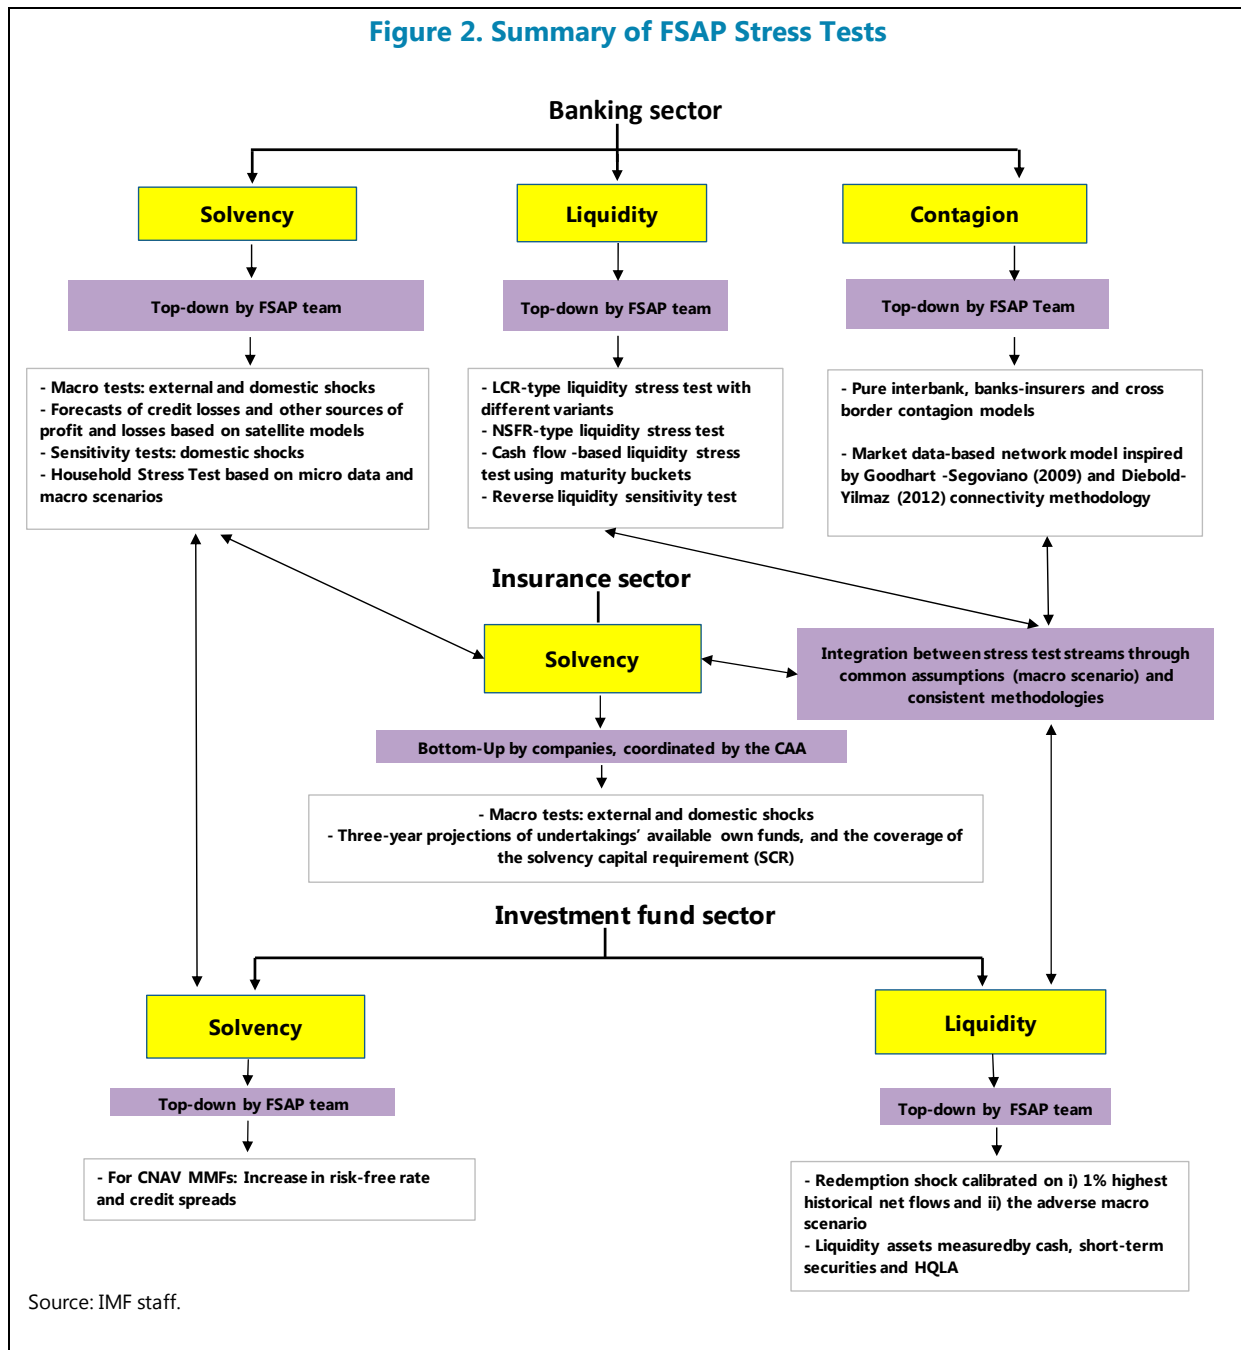 Figure 2. Summary of FSAP Stress Tests
Banking sector
Solvency
Liquidity
Contagion
Top-down by FSAP team
Top-down by FSAP team
Top-down by FSAP Team
- Macro tests: external and domestic shocks
- Forecasts of credit losses and other sources of
profit and losses based on satellite models
- Sensitivity tests: domestic shocks
- Household Stress Test based on micro data and
macro scenarios
- LCR-type liquidity stress test with
different variants
- NSFR-type liquidity stress test
- Cash flow -based liquidity stress
test using maturity buckets
- Reverse liquidity sensitivity test
- Pure interbank, banks-insurers and cross
border contagion models
- Market data-based network model inspired
by Goodhart -Segoviano (2009) and Diebold-
Yilmaz (2012) connectivity methodology
Insurance sector
Solvency
Integration between stress test streams through
common assumptions (macro scenario) and
consistent methodologies
Bottom-Up by companies, coordinated by the CAA
- Macro tests: external and domestic shocks
- Three-year projections of undertakings’ available own funds, and the coverage of
the solvency capital requirement (SCR)
Investment fund sector
Solvency
Liquidity
Top-down by FSAP team
Top-down by FSAP team
- For CNAV MMFs: Increase in risk-free rate
and credit spreads
- Redemption shock calibrated on i) 1% highest
historical net flows and ii) the adverse macro
scenario
- Liquidity assets measuredby cash, short-term
securities and HQLA
Source: IMF staff.